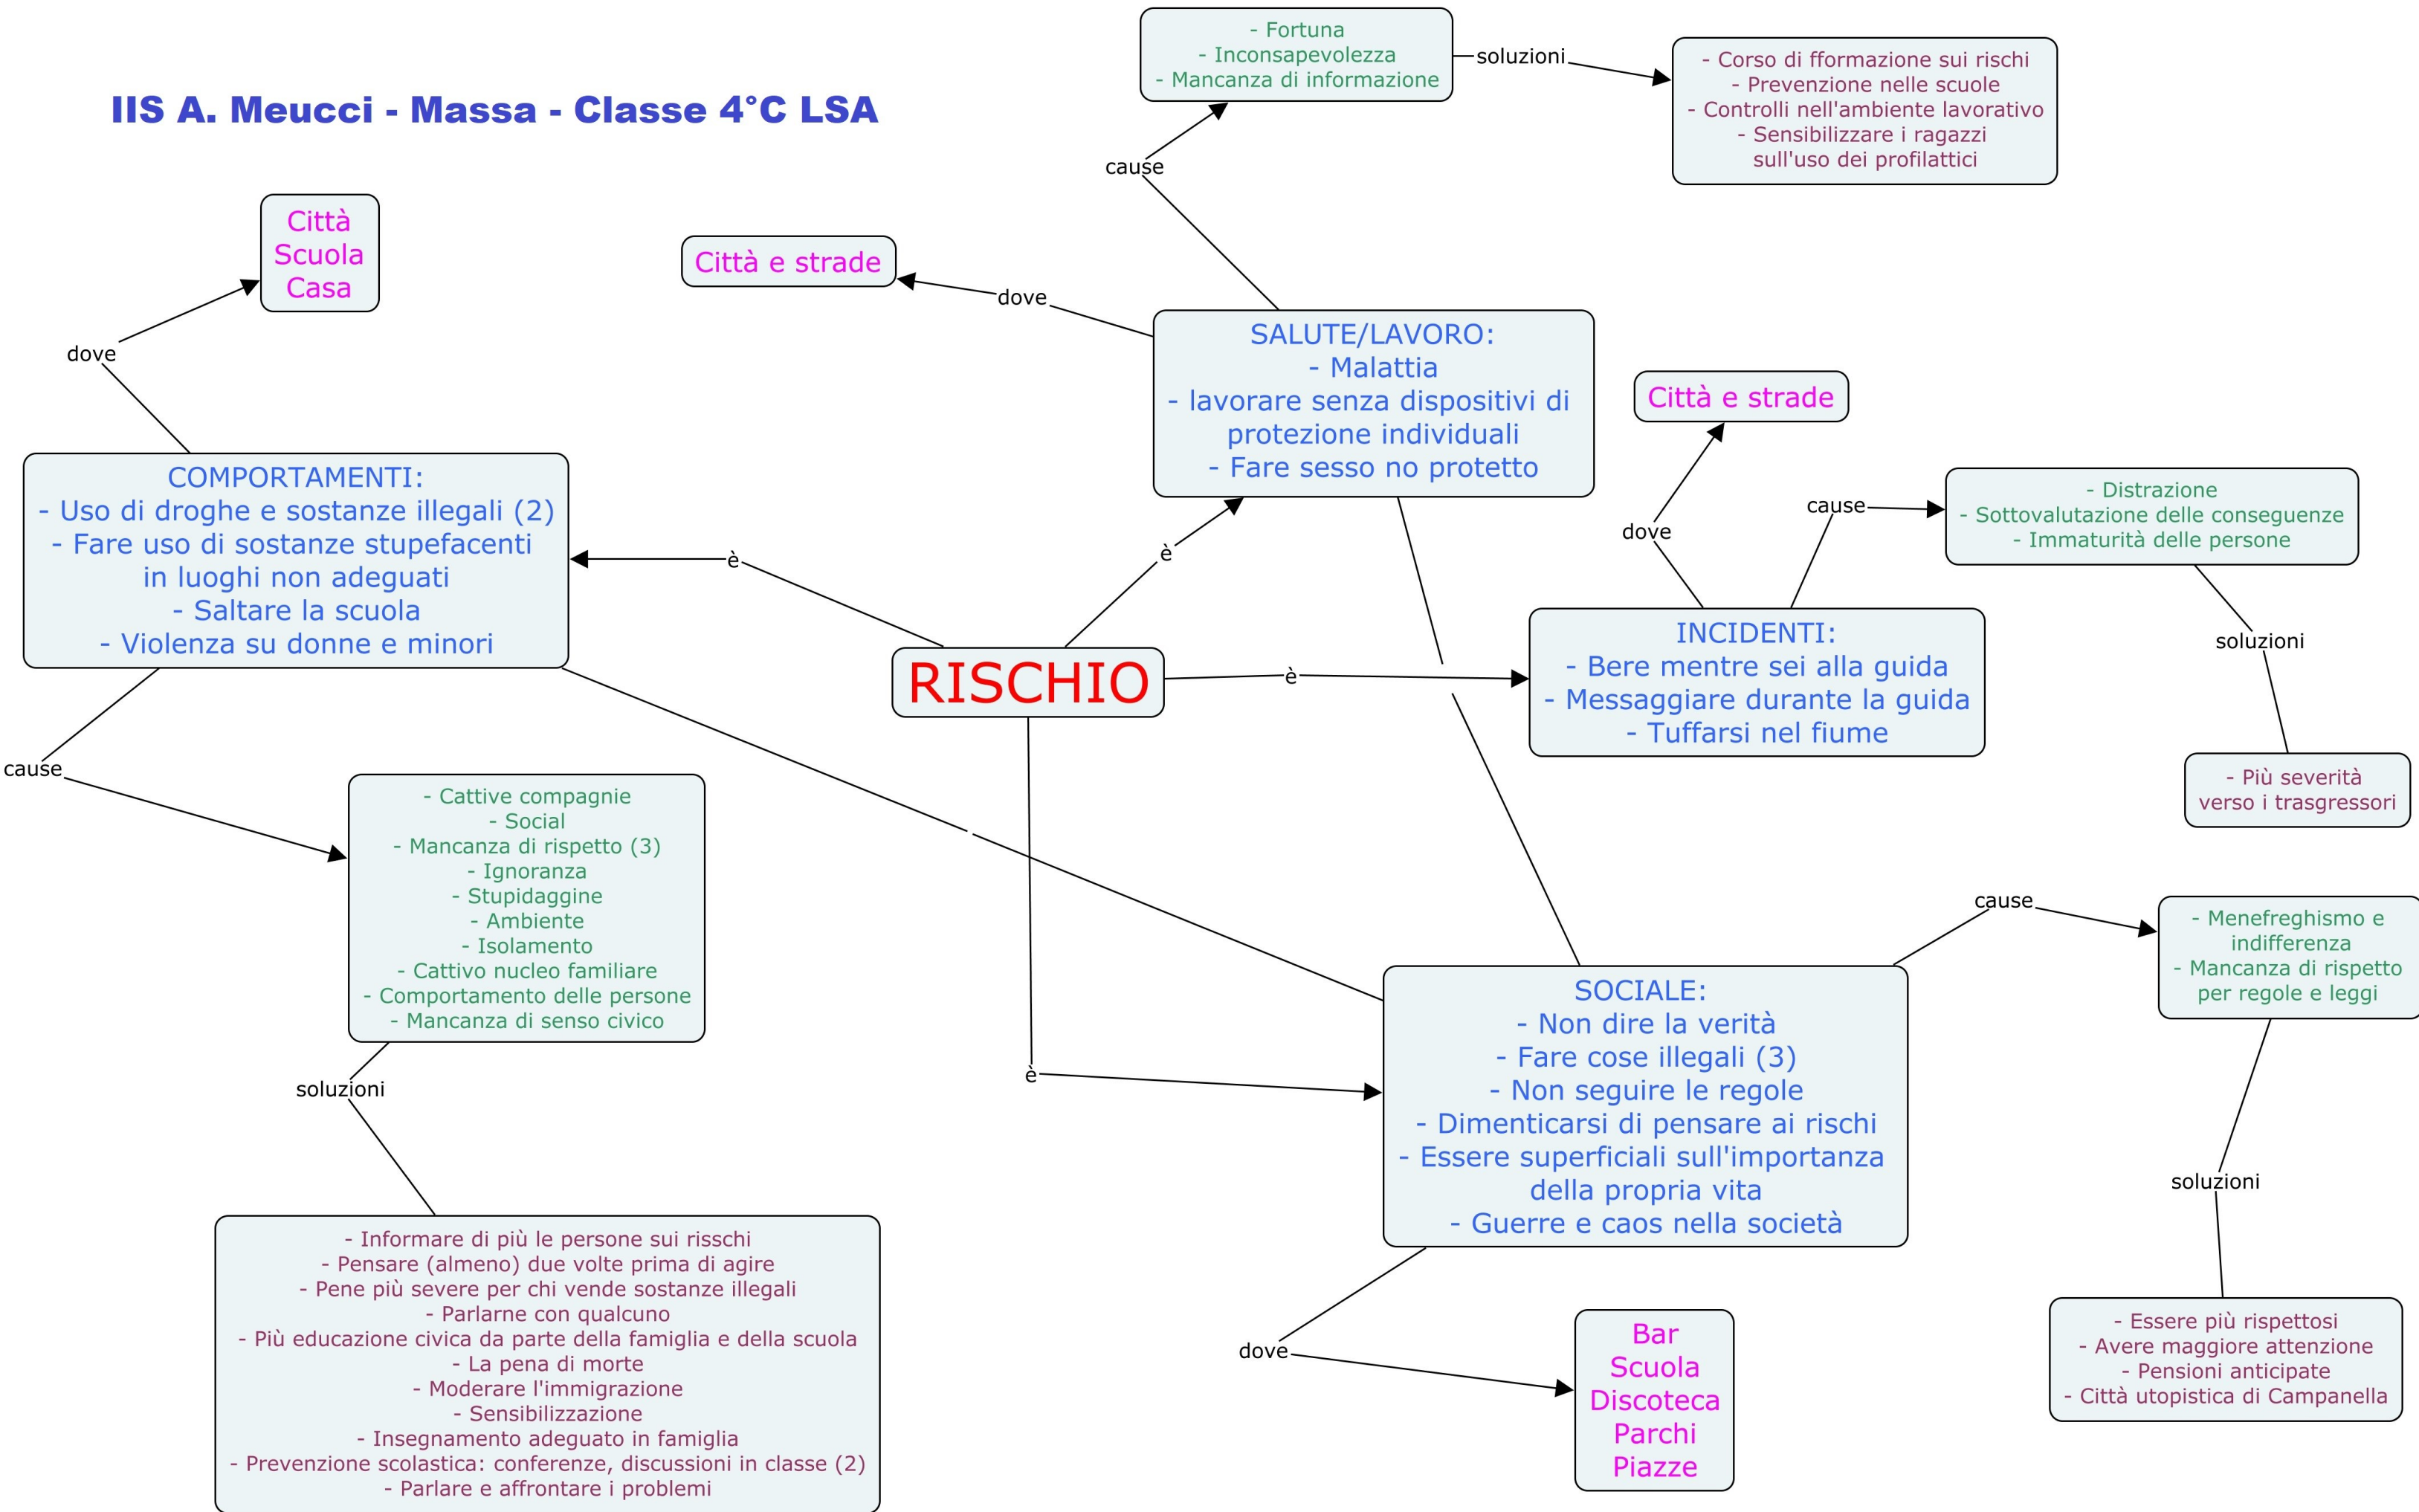 IIS A. Meucci - Massa - Classe 4°C LSA
- Fortuna
- Inconsapevolezza
- Mancanza di informazione
soluzioni
- Corso di fformazione sui rischi
- Prevenzione nelle scuole
- Controlli nell'ambiente lavorativo
- Sensibilizzare i ragazzi
sull'uso dei profilattici
cause
Città
Scuola
Casa
dove
Città e strade
dove
SALUTE/LAVORO:
- Malattia
- lavorare senza dispositivi di
protezione individuali
- Fare sesso no protetto
COMPORTAMENTI:
- Uso di droghe e sostanze illegali (2)
- Fare uso di sostanze stupefacenti
in luoghi non adeguati
- Saltare la scuola
- Violenza su donne e minori
è
è
RISCHIO
è
è
Città e strade
dove
cause
- Distrazione
- Sottovalutazione delle conseguenze
- Immaturità delle persone
INCIDENTI:
- Bere mentre sei alla guida
- Messaggiare durante la guida
- Tuffarsi nel fiume
soluzioni
- Più severità
verso i trasgressori
cause
- Cattive compagnie
- Social
- Mancanza di rispetto (3)
- Ignoranza
- Stupidaggine
- Ambiente
- Isolamento
- Cattivo nucleo familiare
- Comportamento delle persone
- Mancanza di senso civico
soluzioni
- Informare di più le persone sui risschi
- Pensare (almeno) due volte prima di agire
- Pene più severe per chi vende sostanze illegali
- Parlarne con qualcuno
- Più educazione civica da parte della famiglia e della scuola
- La pena di morte
- Moderare l'immigrazione
- Sensibilizzazione
- Insegnamento adeguato in famiglia
- Prevenzione scolastica: conferenze, discussioni in classe (2)
- Parlare e affrontare i problemi
SOCIALE:
- Non dire la verità
- Fare cose illegali (3)
- Non seguire le regole
- Dimenticarsi di pensare ai rischi
- Essere superficiali sull'importanza
della propria vita
- Guerre e caos nella società
cause
- Menefreghismo e
indifferenza
- Mancanza di rispetto
per regole e leggi
soluzioni
- Essere più rispettosi
- Avere maggiore attenzione
- Pensioni anticipate
- Città utopistica di Campanella
dove
Bar
Scuola
Discoteca
Parchi
Piazze